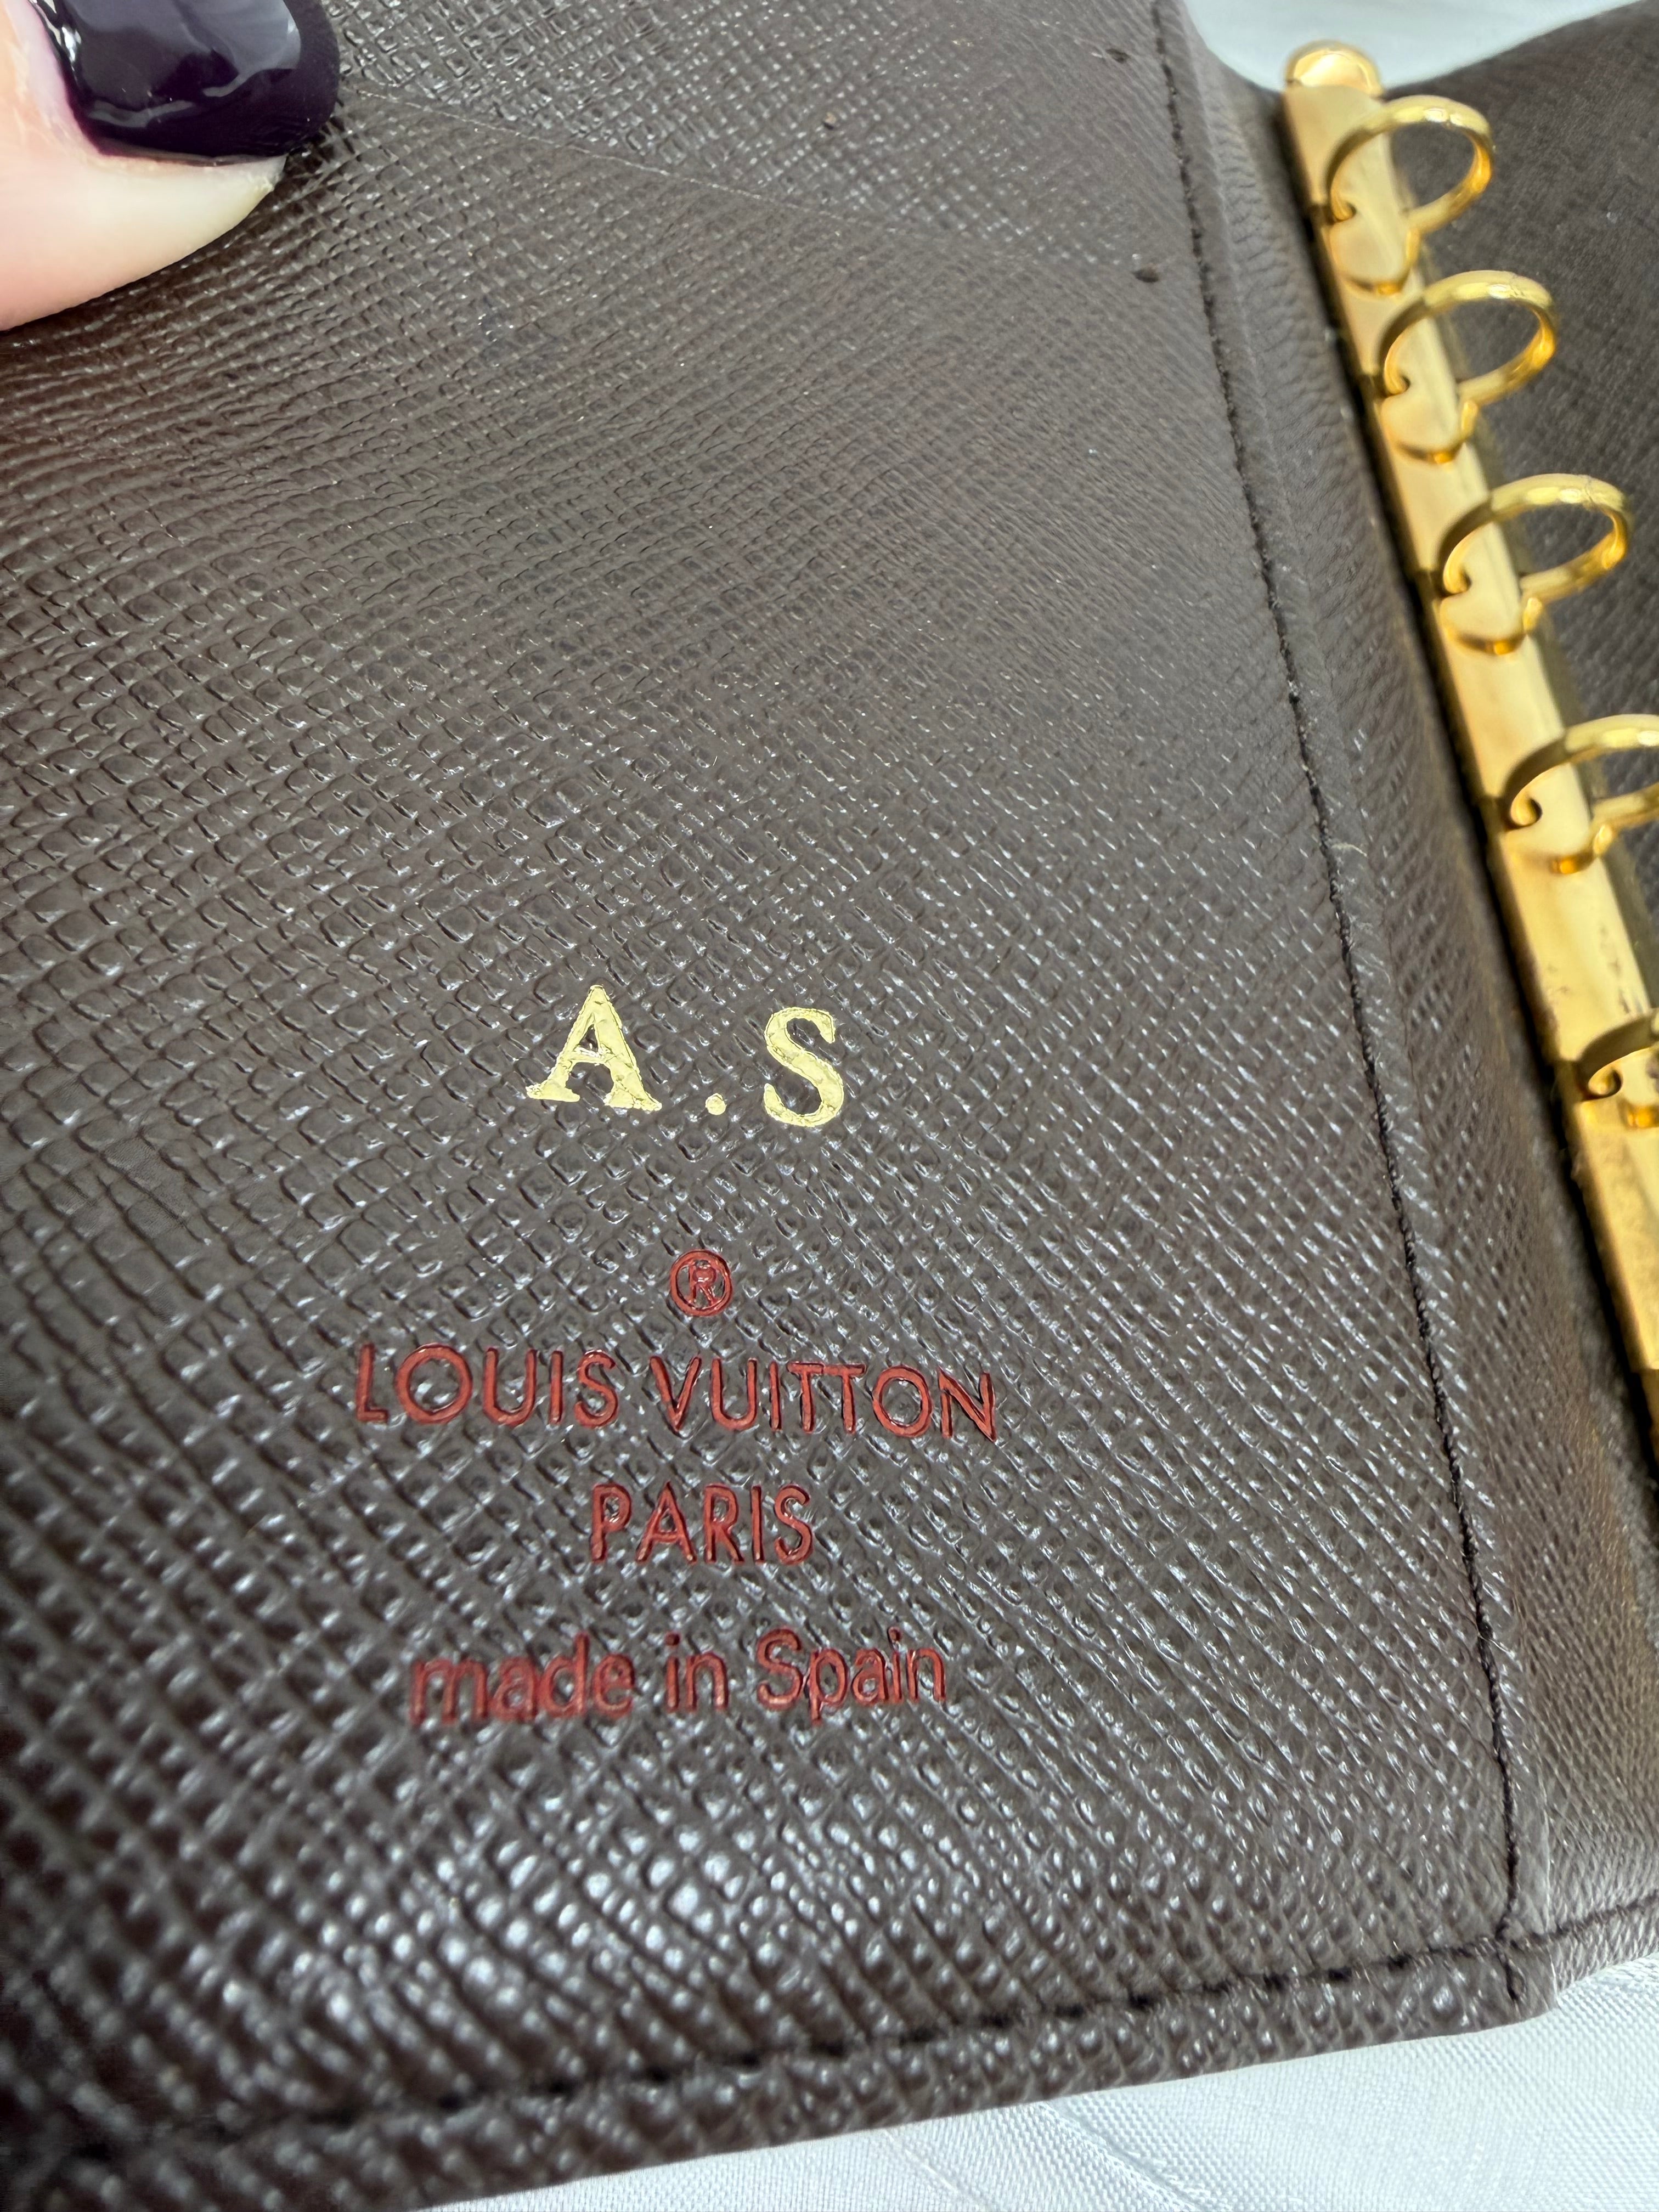 A.S
®
LOUIS VUITTON
PARIS
made in Spain